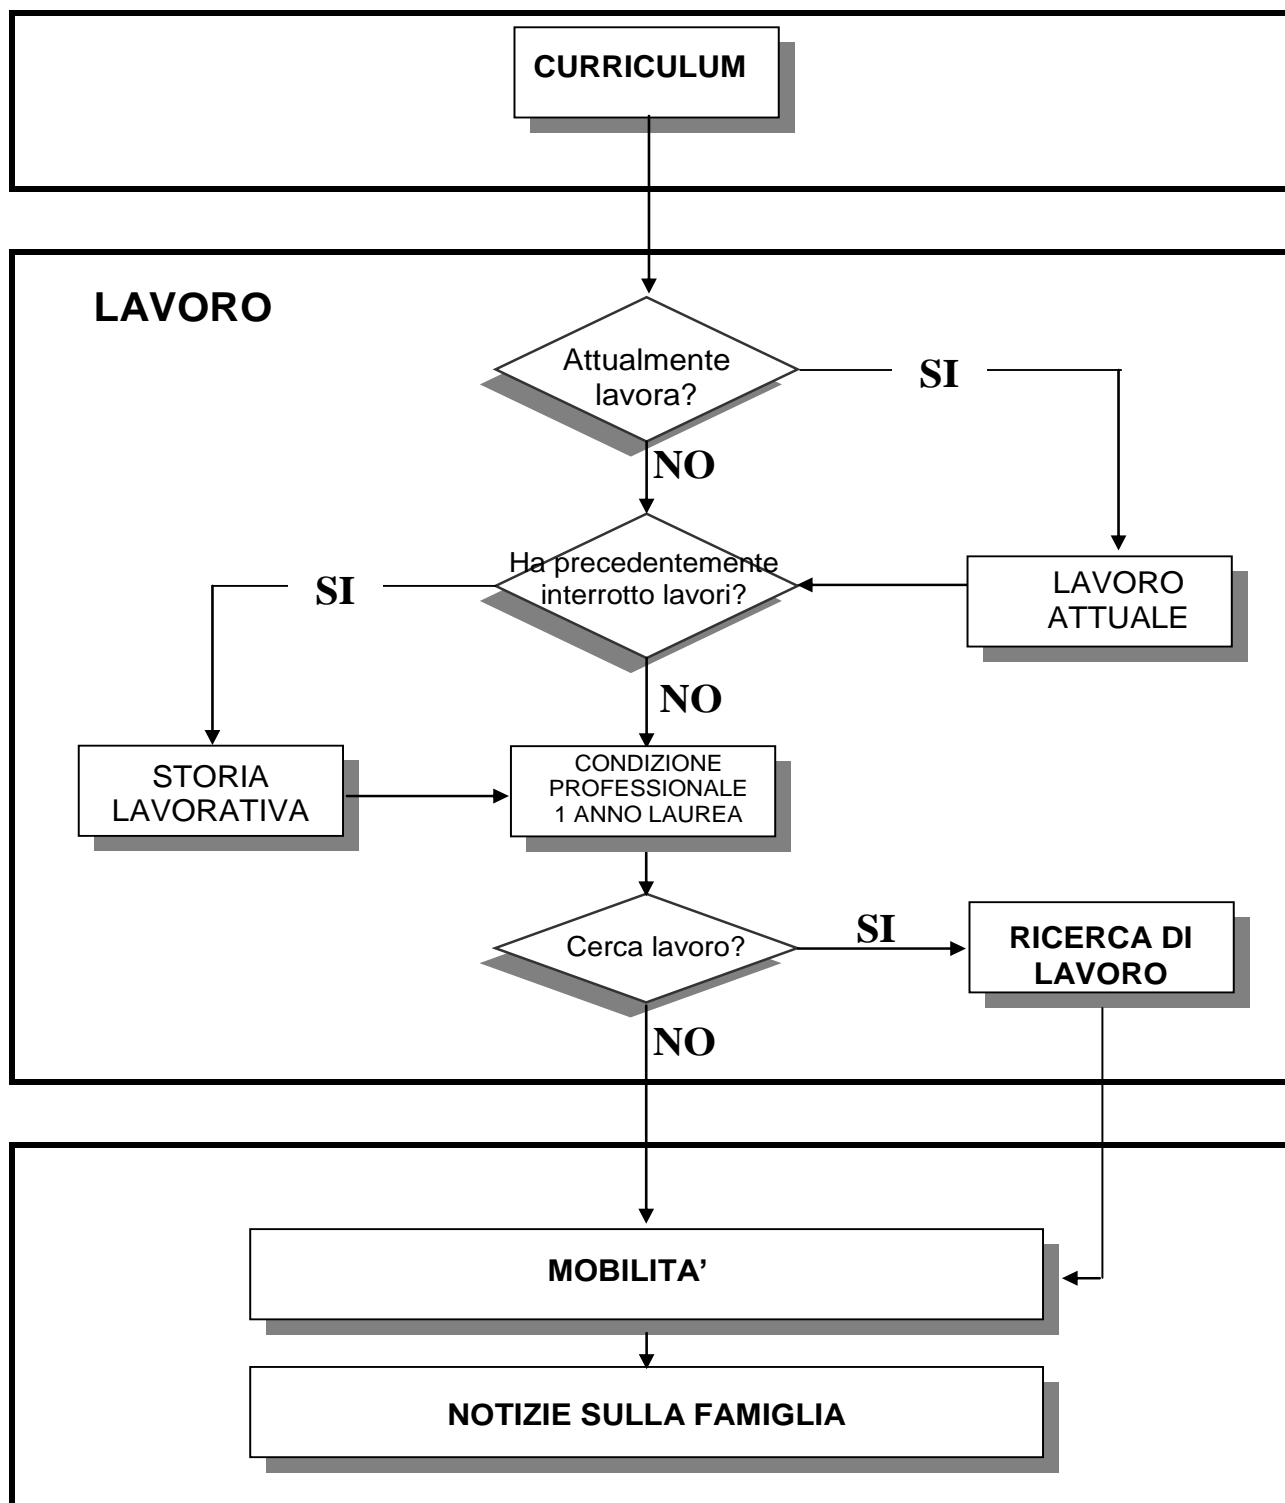 CURRICULUM
LAVORO
Attualmente
lavora?
SI
NO
Ha precedentemente
interrotto lavori?
SI
LAVORO
ATTUALE
NO
STORIA
LAVORATIVA
CONDIZIONE
PROFESSIONALE
1 ANNO LAUREA
Cerca lavoro?
SI
RICERCA DI
LAVORO
NO
MOBILITA’
NOTIZIE SULLA FAMIGLIA